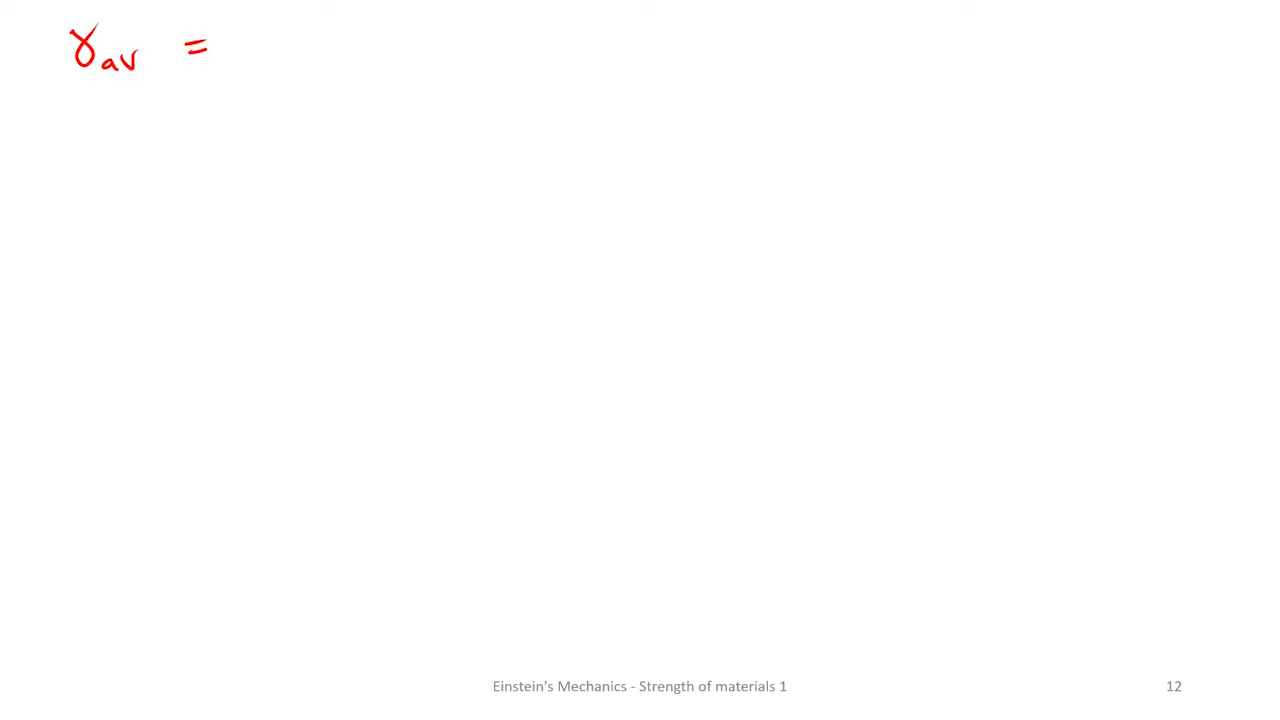 γav =
Einstein's Mechanics - Strength of materials 1
12